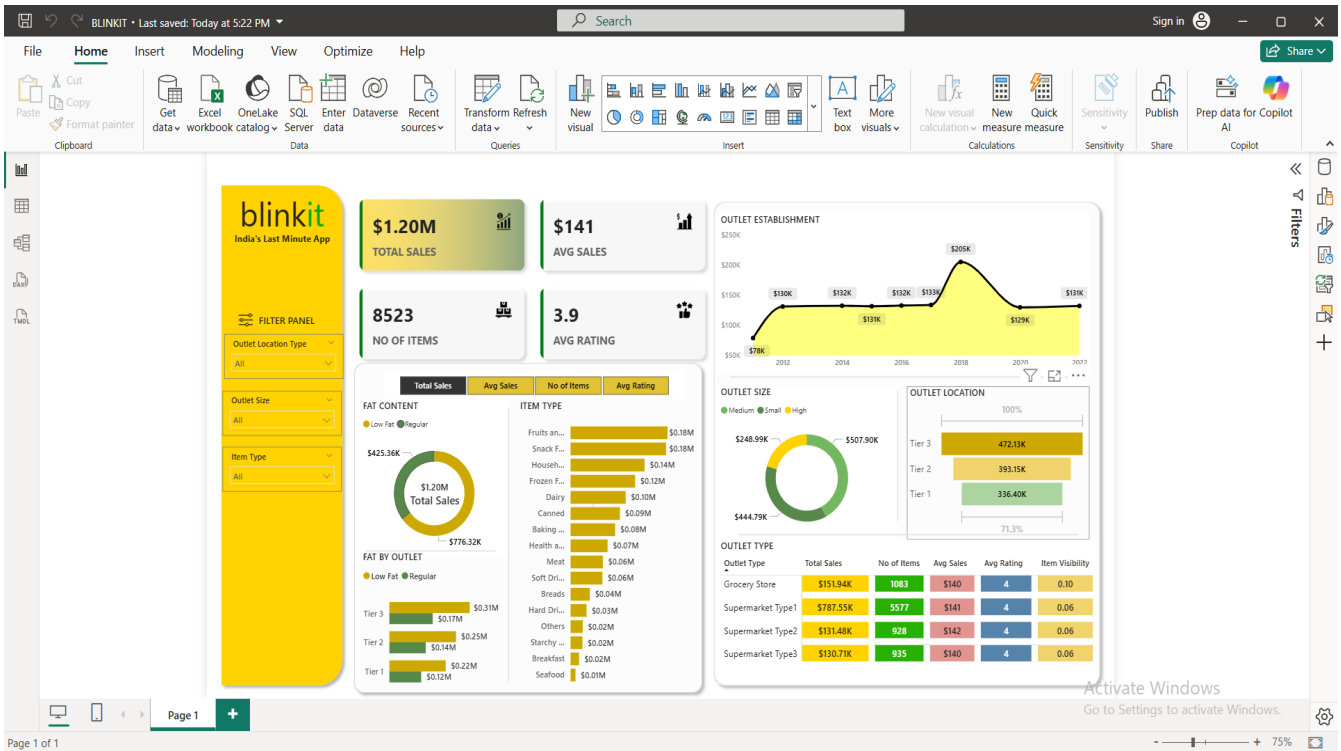 BLINKIT • Last saved: Today at 5:22 PM
Search
Sign in
File Home Insert Modeling View Optimize Help
Share
Paste
Cut
Copy
Format painter
Clipboard
Get data
Excel workbook
OneLake catalog
SQL Server
Enter data
Dataverse
Recent sources
Data
Transform data
Refresh
Queries
New visual
Text box
More visuals
Insert
New visual calculation
New measure
Quick measure
Calculations
Sensitivity
Sensitivity
Publish
Share
Prep data for AI
Copilot
Copilot
DAX
TMDL
Filters
blinkit
India's Last Minute App
FILTER PANEL
Outlet Location Type
All
Outlet Size
All
Item Type
All
$1.20M
TOTAL SALES
$141
AVG SALES
8523
NO OF ITEMS
3.9
AVG RATING
Total Sales Avg Sales No of Items Avg Rating
FAT CONTENT
Low Fat Regular
$425.36K
$1.20M
Total Sales
$776.32K
FAT BY OUTLET
Low Fat Regular
Tier 3 $0.31M
$0.17M
Tier 2 $0.25M
$0.14M
Tier 1 $0.22M
$0.12M
ITEM TYPE
Fruits an... $0.18M
Snack F... $0.18M
Househ... $0.14M
Frozen F... $0.12M
Dairy $0.10M
Canned $0.09M
Baking ... $0.08M
Health a... $0.07M
Meat $0.06M
Soft Dri... $0.06M
Breads $0.04M
Hard Dri... $0.03M
Others $0.02M
Starchy ... $0.02M
Breakfast $0.02M
Seafood $0.01M
OUTLET ESTABLISHMENT
$250K
$200K
$150K
$100K
$50K
$78K
$130K
$132K
$131K
$132K
$133K
$205K
$129K
$131K
2012 2014 2016 2018 2020 2022
OUTLET SIZE
Medium Small High
$248.99K
$507.90K
$444.79K
OUTLET LOCATION
100%
Tier 3 472.13K
Tier 2 393.15K
Tier 1 336.40K
71.3%
OUTLET TYPE
Outlet Type Total Sales No of Items Avg Sales Avg Rating Item Visibility
Grocery Store $151.94K 1083 $140 4 0.10
Supermarket Type1 $787.55K 5577 $141 4 0.06
Supermarket Type2 $131.48K 928 $142 4 0.06
Supermarket Type3 $130.71K 935 $140 4 0.06
Activate Windows
Go to Settings to activate Windows.
Page 1
+
Page 1 of 1
- + 75%